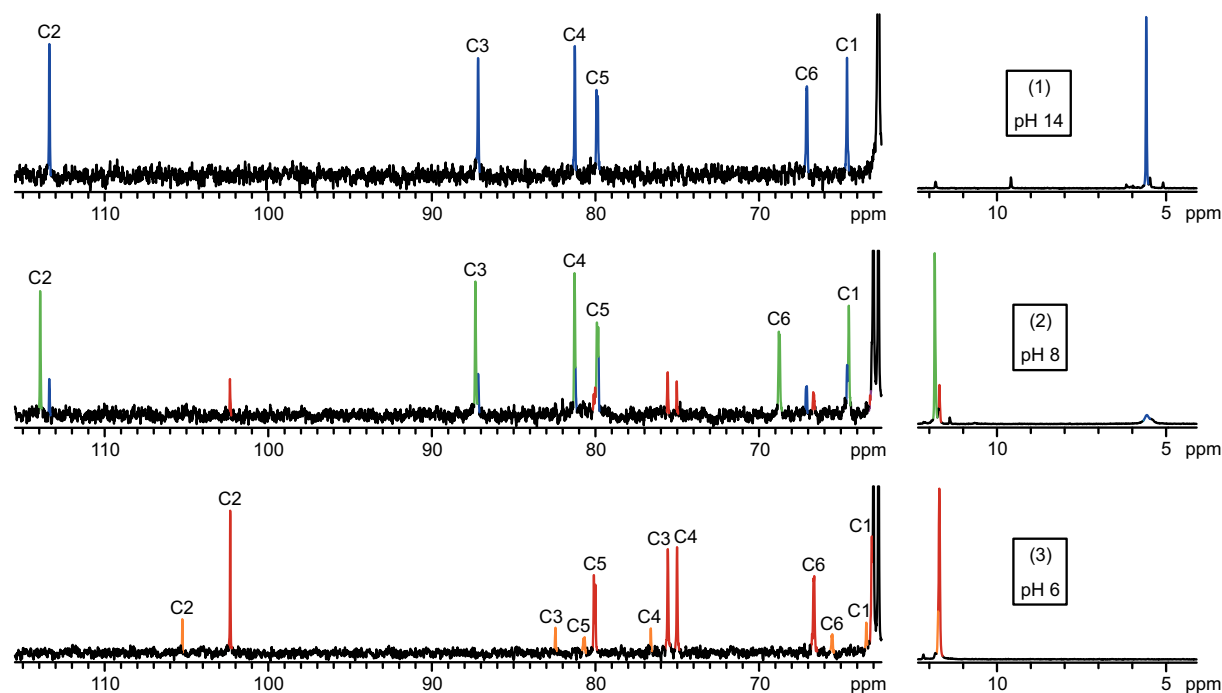 C2 C3 C4 C5 C6 C1
(1)
pH 14
110 100 90 80 70 ppm 10 5 ppm
C2 C3 C4 C5 C6 C1
(2)
pH 8
110 100 90 80 70 ppm 10 5 ppm
C2 C2 C3 C5 C5 C4 C3 C4 C6 C6 C1 C1
(3)
pH 6
110 100 90 80 70 ppm 10 5 ppm